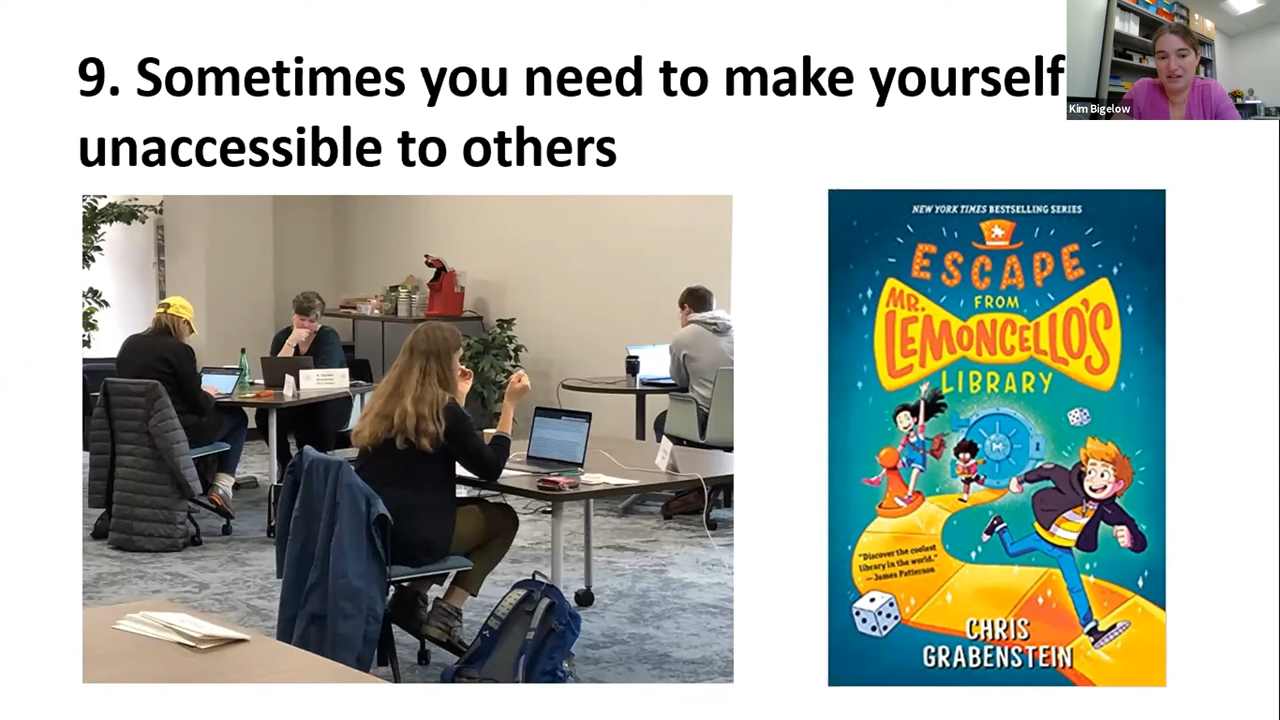 9. Sometimes you need to make yourself
unaccessible to others
Kim Bigelow
NEW YORK TIMES BESTSELLING SERIES
ESCAPE
FROM
MR.
LEMONCELLO'S
LIBRARY
"Discover the coolest
library in the world."
—James Patterson
CHRIS
GRABENSTEIN